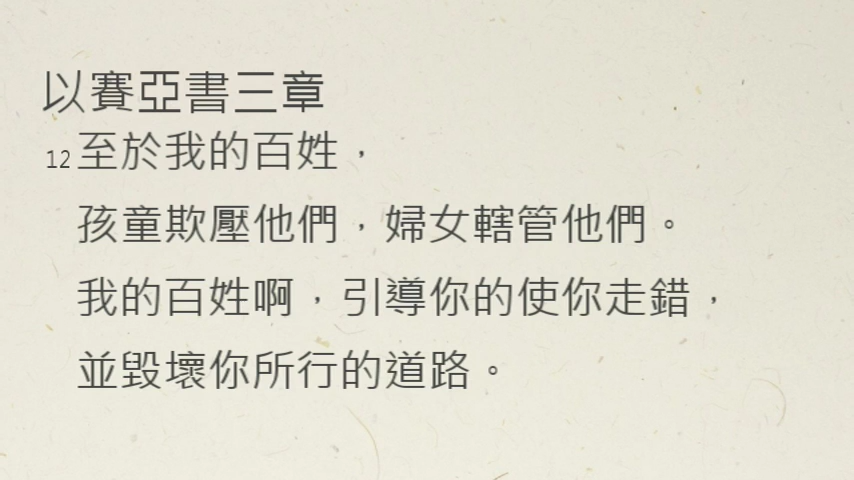 以賽亞書三章
12至於我的百姓，
孩童欺壓他們，婦女轄管他們。
我的百姓啊，引導你的使你走錯，
並毀壞你所行的道路。